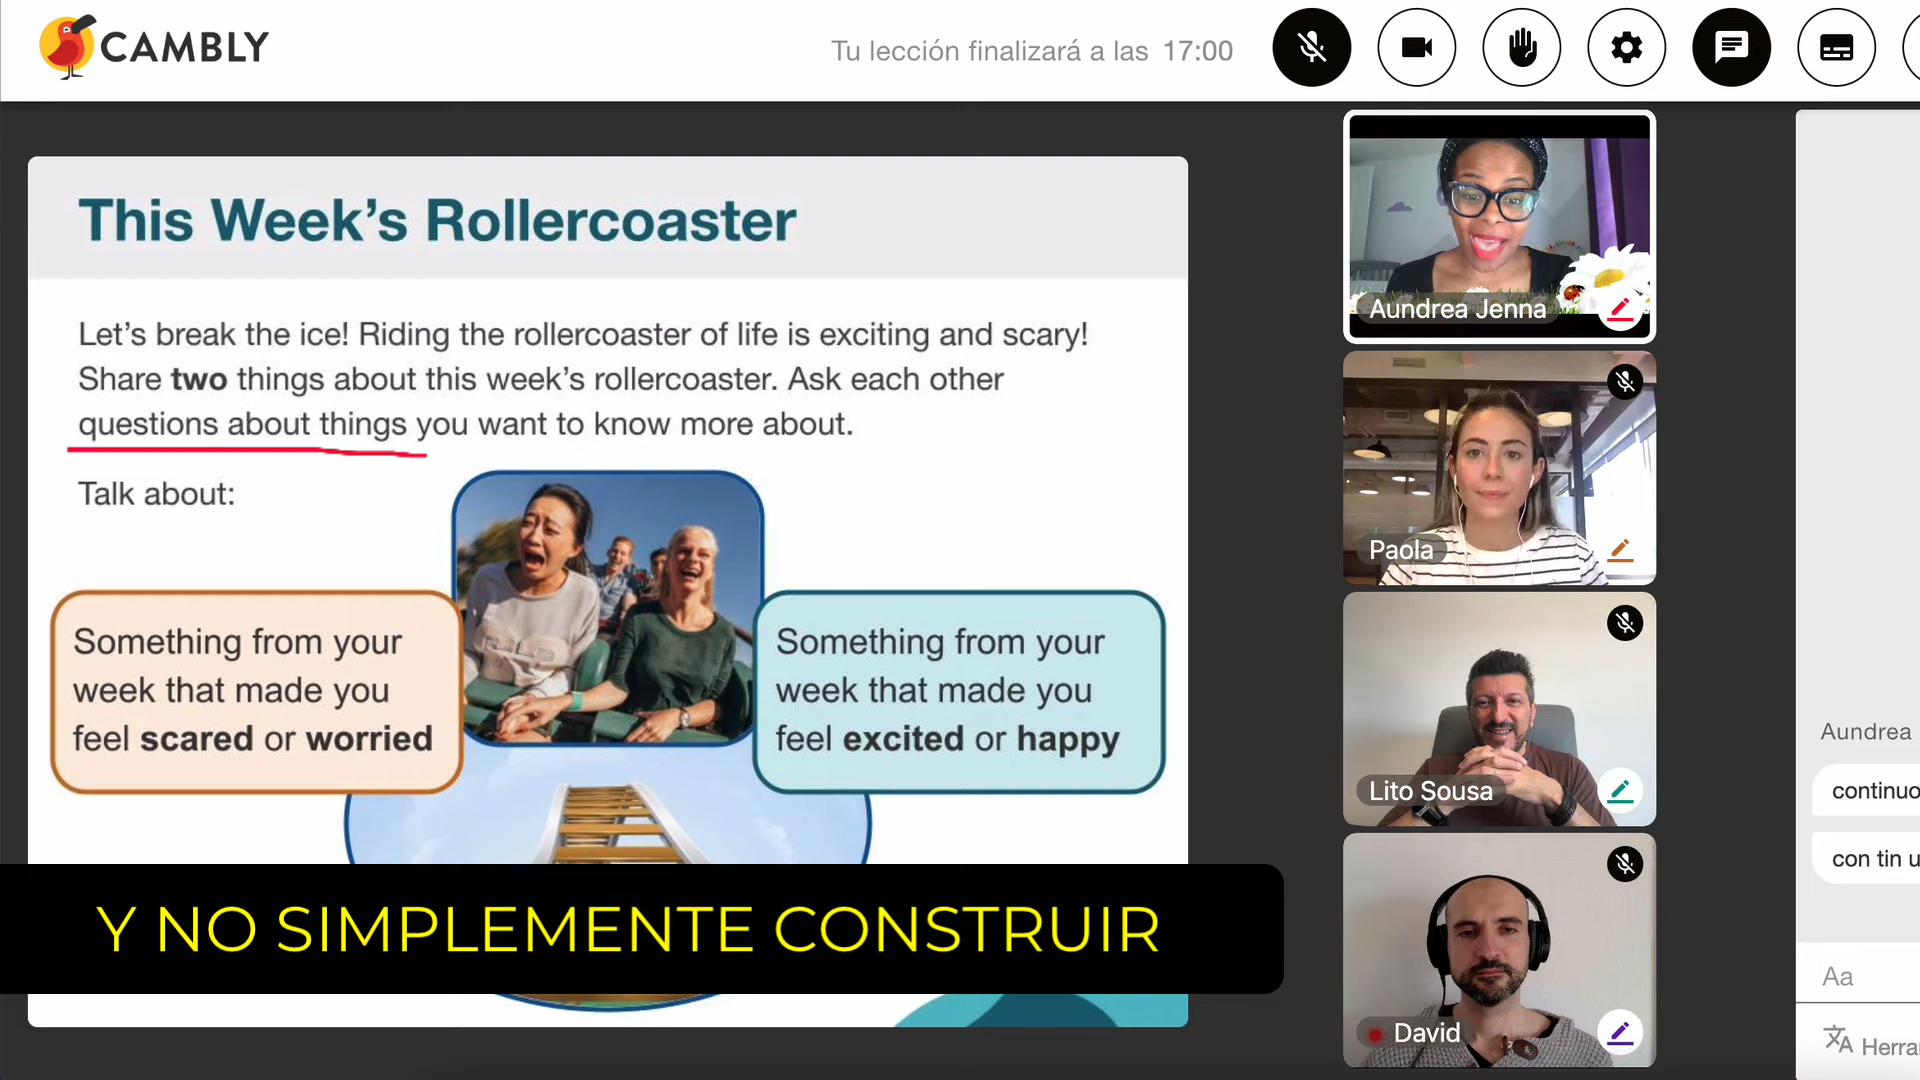 CAMBLY
Tu lección finalizará a las 17:00
This Week's Rollercoaster
Let's break the ice! Riding the rollercoaster of life is exciting and scary!
Share two things about this week's rollercoaster. Ask each other
questions about things you want to know more about.
Talk about:
Something from your
week that made you
feel scared or worried
Something from your
week that made you
feel excited or happy
Y NO SIMPLEMENTE CONSTRUIR
Aundrea Jenna
Paola
Lito Sousa
David
Aundrea
continuo
con tin u
Aa
Herra